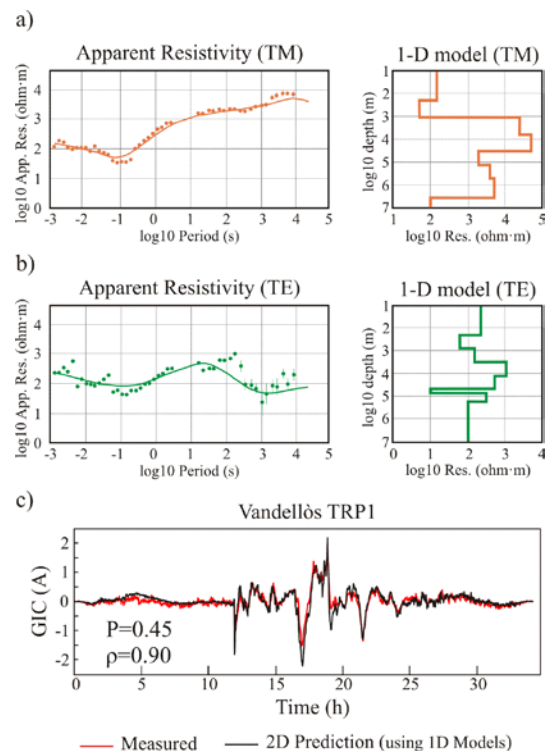 a)
Apparent Resistivity (TM)
1-D model (TM)
log10 App. Res. (ohm·m)
4
3
2
1
0
-3 -2 -1 0 1 2 3 4 5
log10 Period (s)
log10 depth (m)
1
2
3
4
5
6
7
1 2 3 4 5
log10 Res. (ohm·m)
b)
Apparent Resistivity (TE)
1-D model (TE)
log10 App. Res. (ohm·m)
4
3
2
1
0
-3 -2 -1 0 1 2 3 4 5
log10 Period (s)
log10 depth (m)
1
2
3
4
5
6
7
0 1 2 3 4 5
log10 Res. (ohm·m)
c)
Vandellòs TRP1
GIC (A)
2
1
0
-1
-2
P=0.45
ρ=0.90
0 5 10 15 20 25 30
Time (h)
Measured 2D Prediction (using 1D Models)